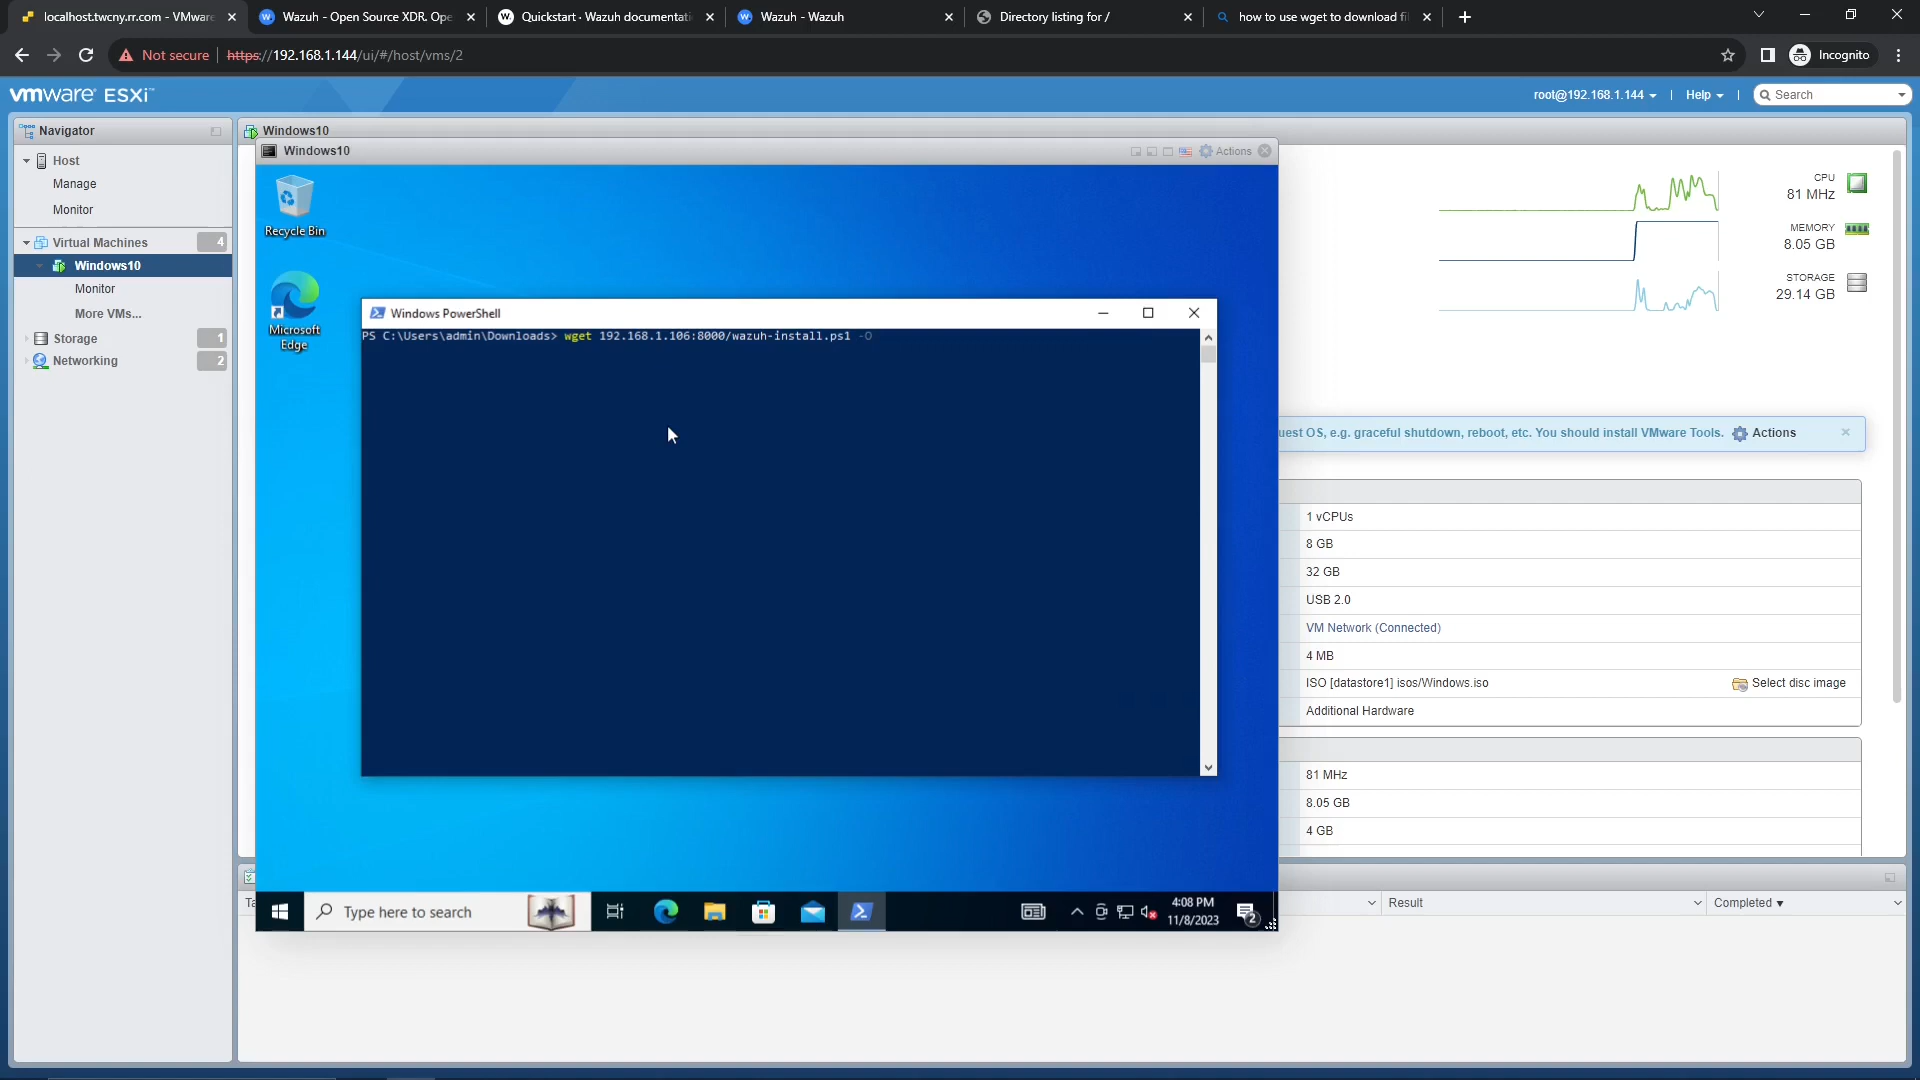 localhost.twcny.rr.com - VMware
Wazuh - Open Source XDR. Ope
Quickstart · Wazuh documentati
Wazuh - Wazuh
Directory listing for /
how to use wget to download fi
Not secure
https://192.168.1.144/ui/#/host/vms/2
Incognito
vmware ESXi™
root@192.168.1.144
Help
Search
Navigator
Host
Manage
Monitor
Virtual Machines
4
Windows10
Monitor
More VMs...
Storage
1
Networking
2
Windows10
Windows10
Actions
Recycle Bin
Microsoft
Edge
Windows PowerShell
PS C:\Users\admin\Downloads> wget 192.168.1.106:8000/wazuh-install.ps1 -O
Type here to search
4:08 PM
11/8/2023
2
CPU
81 MHz
MEMORY
8.05 GB
STORAGE
29.14 GB
uest OS, e.g. graceful shutdown, reboot, etc. You should install VMware Tools.
Actions
1 vCPUs
8 GB
32 GB
USB 2.0
VM Network (Connected)
4 MB
ISO [datastore1] isos/Windows.iso
Select disc image
Additional Hardware
81 MHz
8.05 GB
4 GB
Ta
Result
Completed